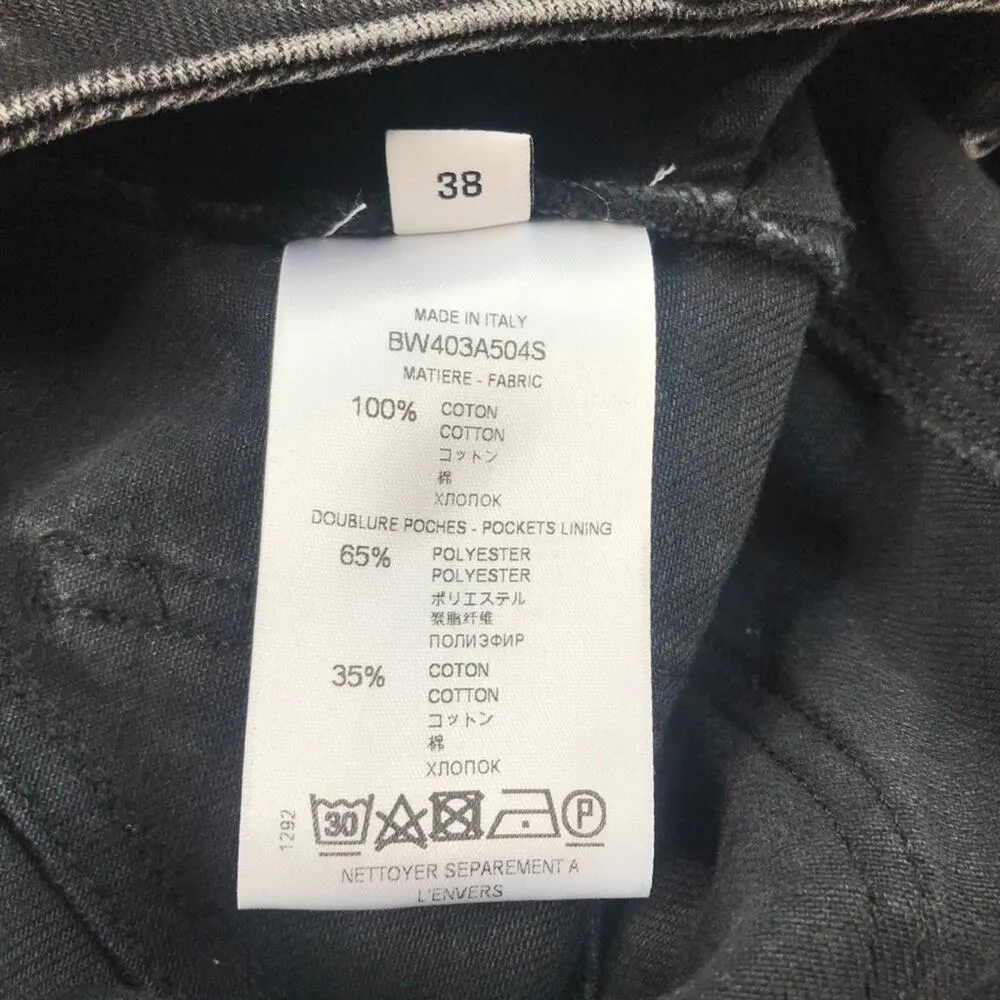 38
MADE IN ITALY
BW403A504S
MATIERE - FABRIC
100% COTON
COTTON
コットン
棉
ХЛОПОК
DOUBLURE POCHES - POCKETS LINING
65% POLYESTER
POLYESTER
ポリエステル
聚脂纤维
ПОЛИЭФИР
35% COTON
COTTON
コットン
棉
ХЛОПОК
1292
30
P
NETTOYER SEPAREMENT A
L'ENVERS